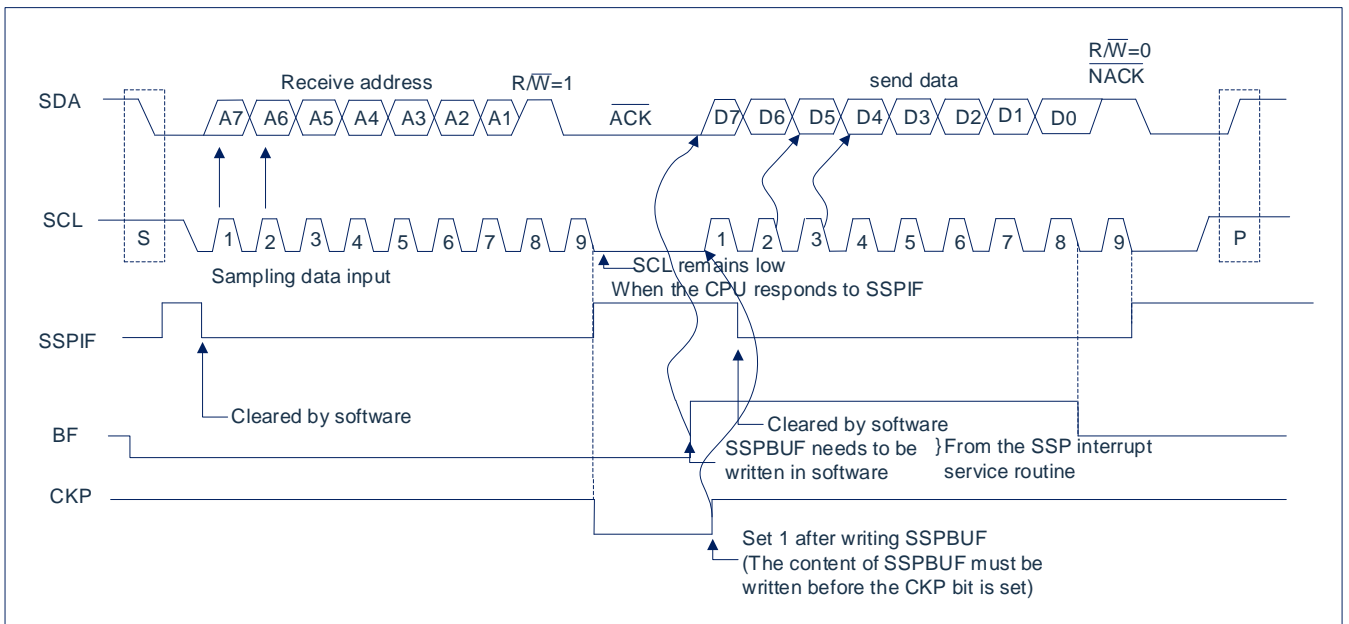 R/W̅=0
N̅A̅C̅K̅
Receive address
R/W̅=1
send data
SDA
A7 A6 A5 A4 A3 A2 A1
A̅C̅K̅
D7 D6 D5 D4 D3 D2 D1 D0
SCL
S
1 2 3 4 5 6 7 8 9
1 2 3 4 5 6 7 8 9
P
Sampling data input
SCL remains low
When the CPU responds to SSPIF
SSPIF
Cleared by software
Cleared by software
BF
SSPBUF needs to be
written in software
}From the SSP interrupt
service routine
CKP
Set 1 after writing SSPBUF
(The content of SSPBUF must be
written before the CKP bit is set)